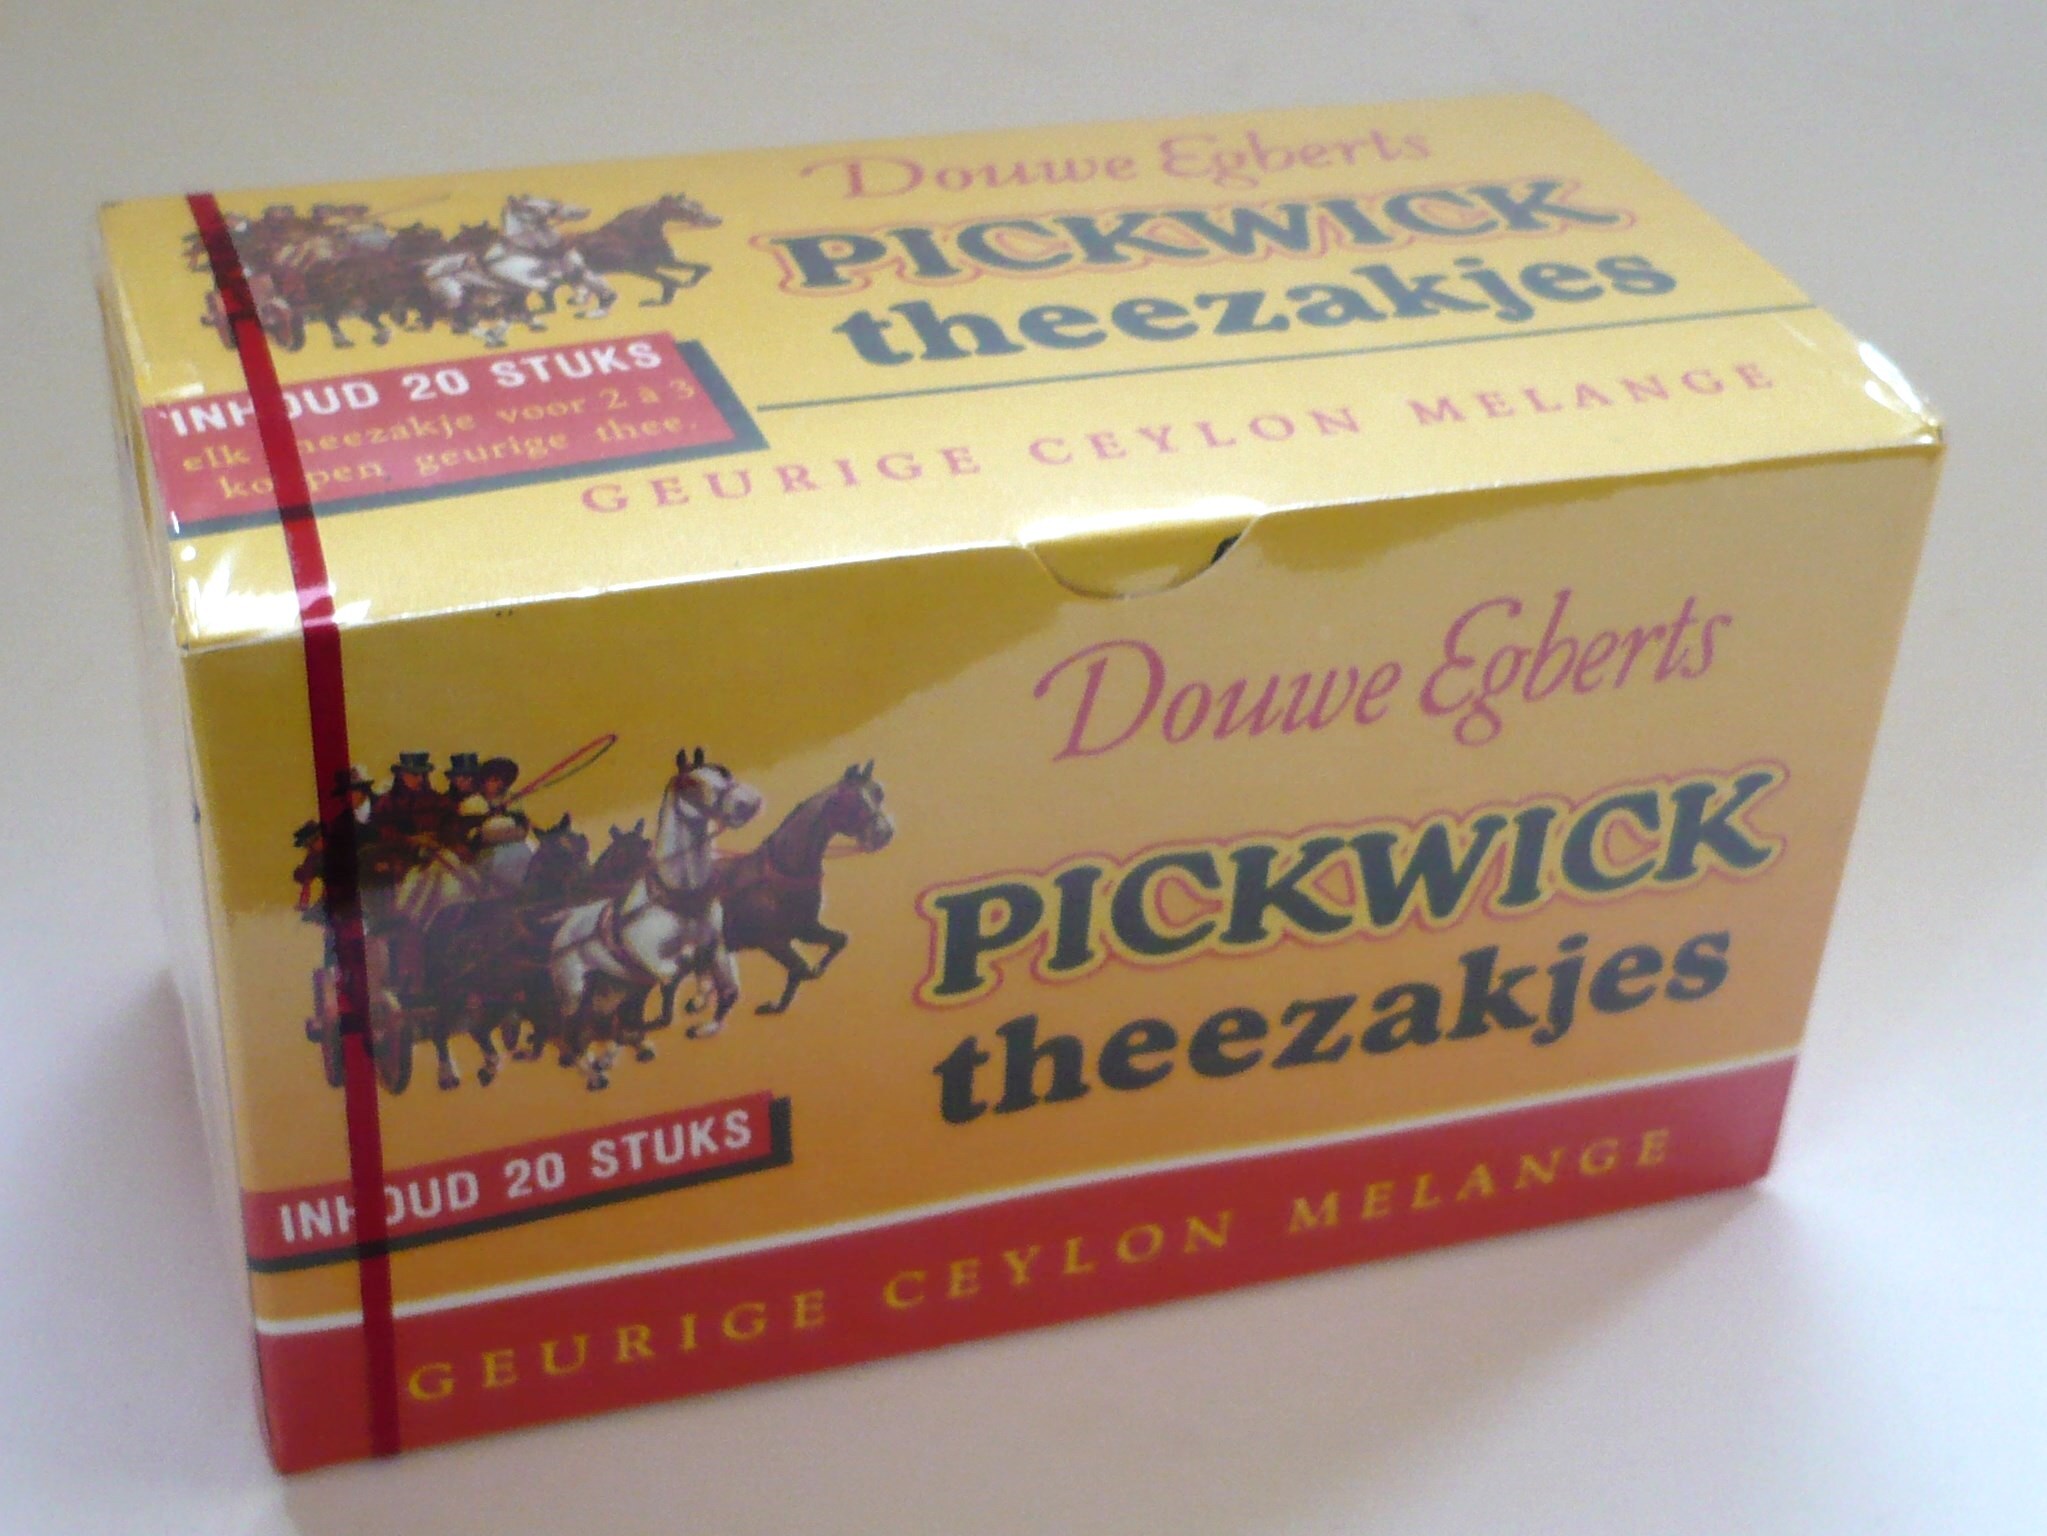 Douwe Egberts
PICKWICK
theezakjes
INHOUD 20 STUKS
elk theezakje voor 2 à 3
koppen geurige thee.
GEURIGE CEYLON MELANGE
Douwe Egberts
PICKWICK
theezakjes
INHOUD 20 STUKS
GEURIGE CEYLON MELANGE